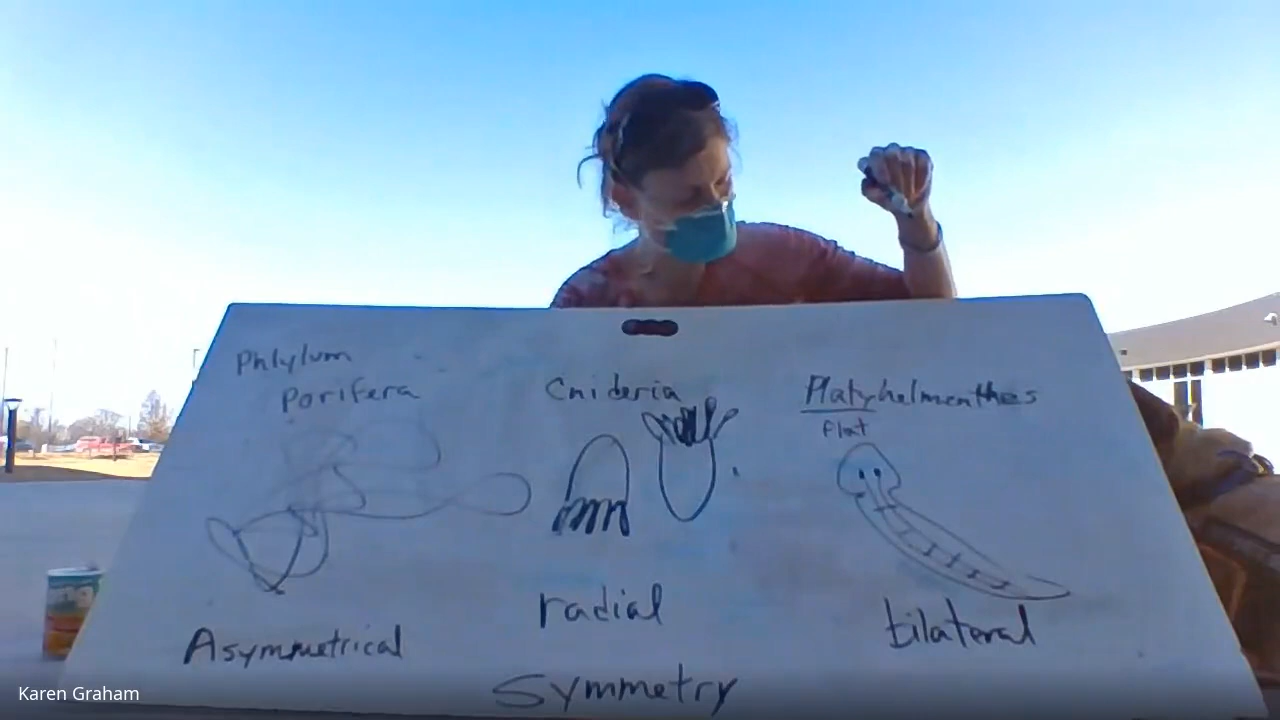 Phlylum
Porifera
Cnideria
Platyhelmenthes
flat
Asymmetrical
radial
bilateral
Symmetry
Karen Graham